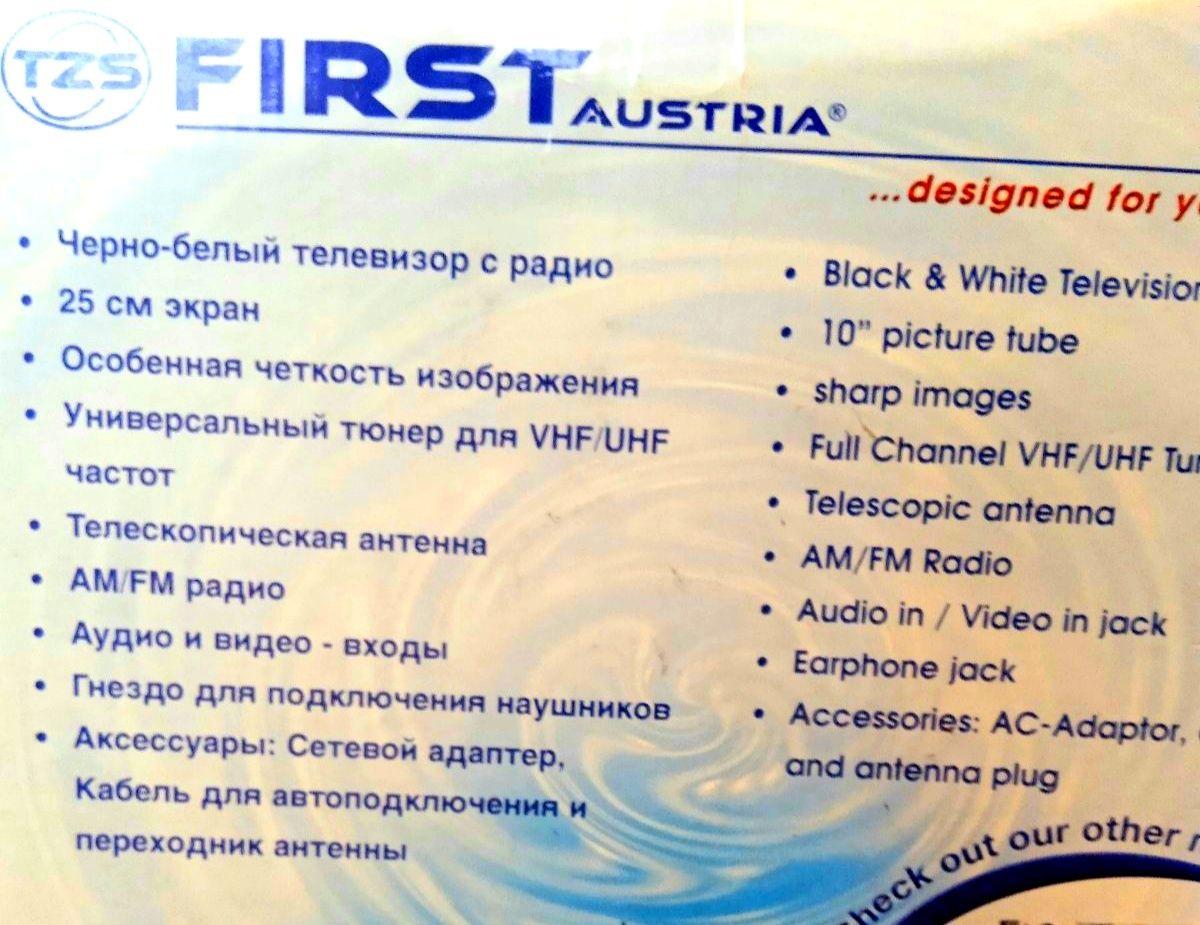 TZS FIRST AUSTRIA®
...designed for
• Черно-белый телевизор с радио
• 25 см экран
• Особенная четкость изображения
• Универсальный тюнер для VHF/UHF
частот
• Телескопическая антенна
• AM/FM радио
• Аудио и видео - входы
• Гнездо для подключения наушников
• Аксессуары: Сетевой адаптер,
Кабель для автоподключения и
переходник антенны
• Black & White Television
• 10" picture tube
• sharp images
• Full Channel VHF/UHF
• Telescopic antenna
• AM/FM Radio
• Audio in / Video in jack
• Earphone jack
• Accessories: AC-Adaptor,
and antenna plug
check out our other